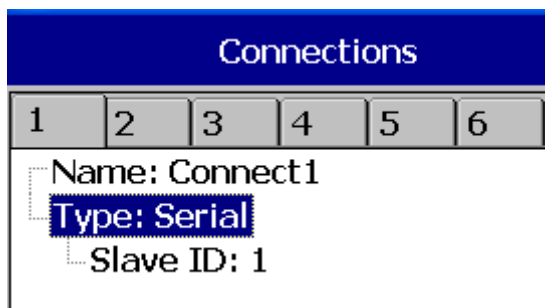 Connections
1 2 3 4 5 6
Name: Connect1
Type: Serial
Slave ID: 1